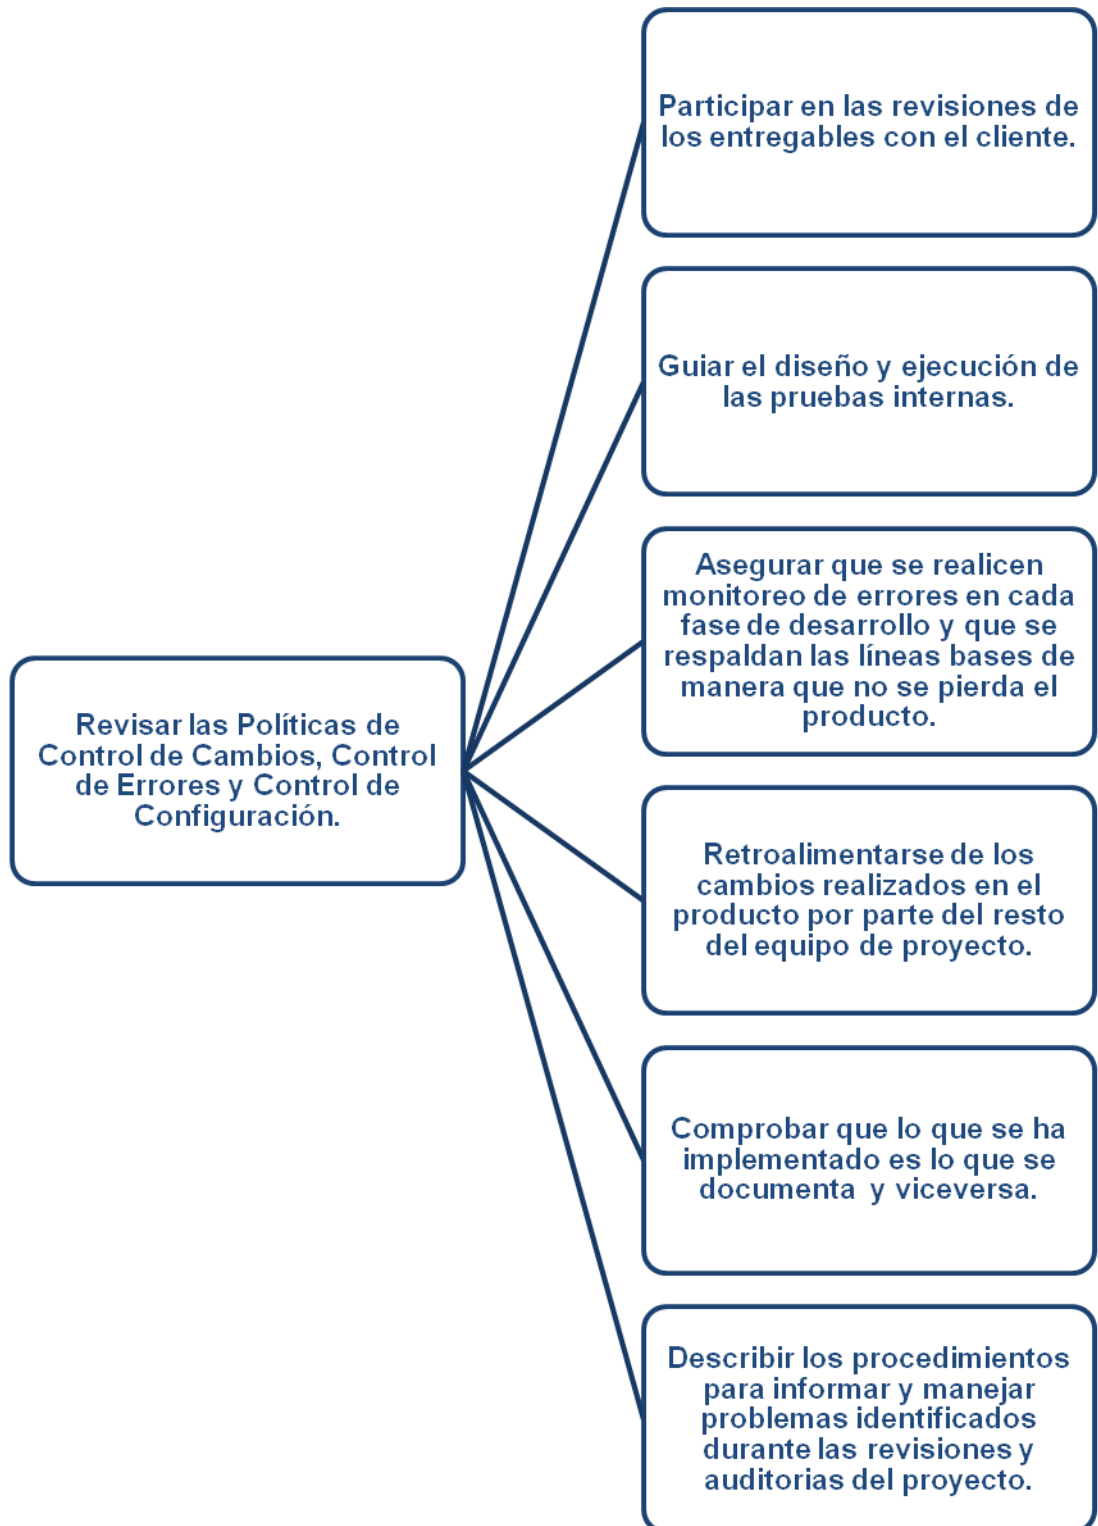 Participar en las revisiones de
los entregables con el cliente.
Guiar el diseño y ejecución de
las pruebas internas.
Asegurar que se realicen
monitoreo de errores en cada
fase de desarrollo y que se
respaldan las líneas bases de
manera que no se pierda el
producto.
Revisar las Políticas de
Control de Cambios, Control
de Errores y Control de
Configuración.
Retroalimentarse de los
cambios realizados en el
producto por parte del resto
del equipo de proyecto.
Comprobar que lo que se ha
implementado es lo que se
documenta  y viceversa.
Describir los procedimientos
para informar y manejar
problemas identificados
durante las revisiones y
auditorias del proyecto.